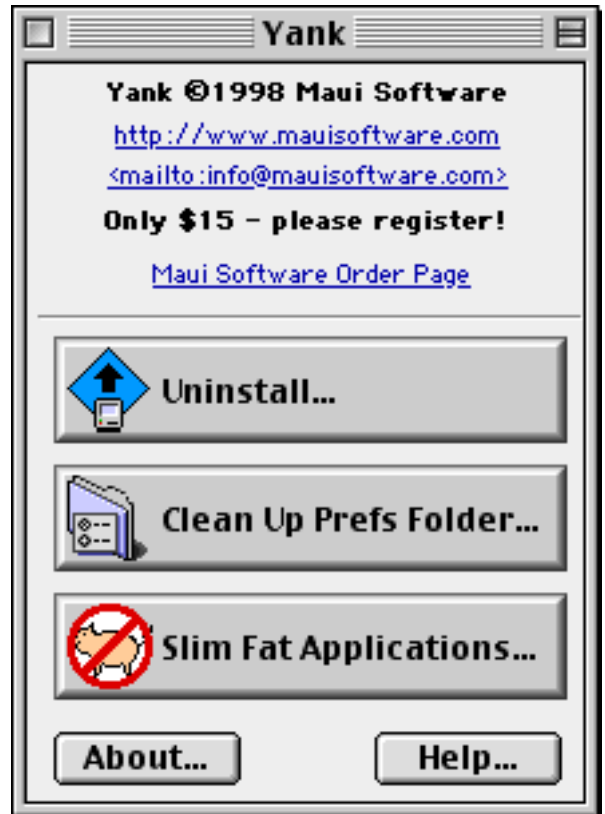 Yank
Yank ©1998 Maui Software
http://www.mauisoftware.com
<mailto:info@mauisoftware.com>
Only $15 - please register!
Maui Software Order Page
Uninstall...
Clean Up Prefs Folder...
Slim Fat Applications...
About...
Help...